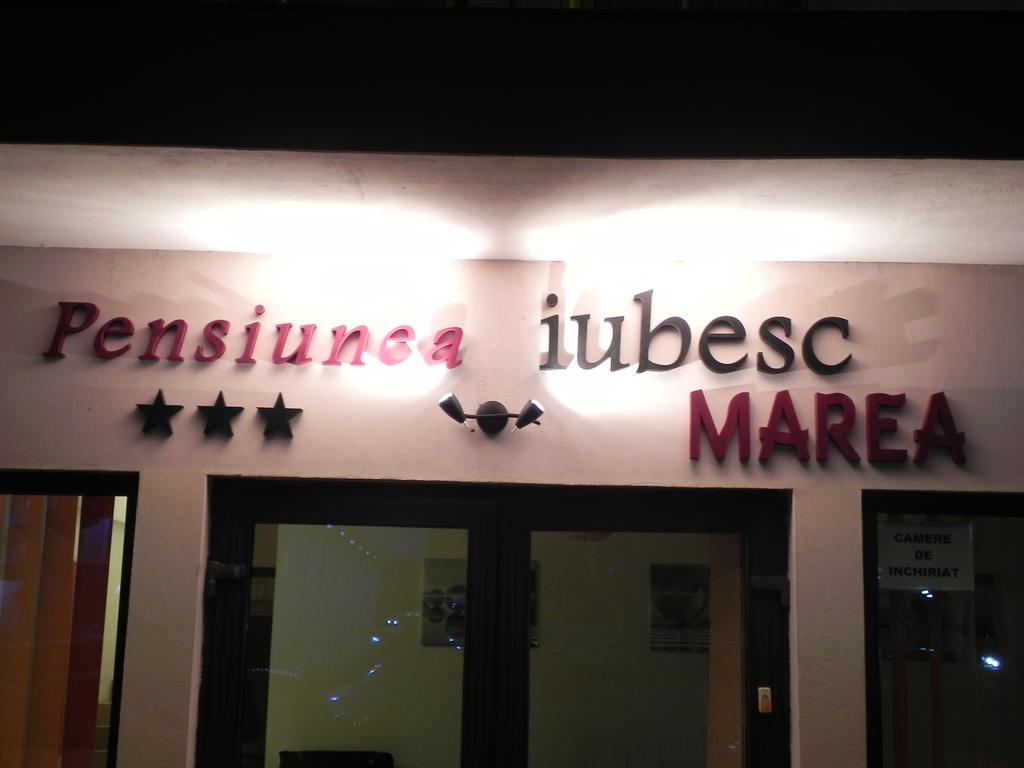 Pensiunea iubesc
MAREA
CAMERE
DE
INCHIRIAT